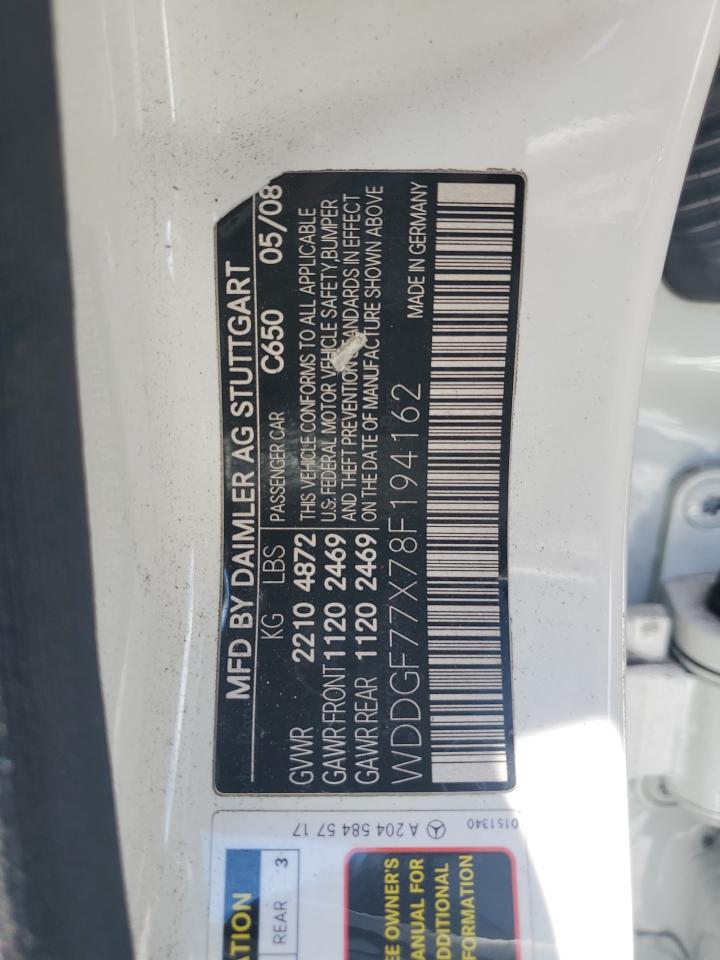 MFD BY DAIMLER AG STUTTGART
KG LBS PASSENGER CAR C650 05/08
GVWR 2210 4872
GAWR FRONT 1120 2469
GAWR REAR 1120 2469
THIS VEHICLE CONFORMS TO ALL APPLICABLE
U.S. FEDERAL MOTOR VEHICLE SAFETY, BUMPER
AND THEFT PREVENTION STANDARDS IN EFFECT
ON THE DATE OF MANUFACTURE SHOWN ABOVE
WDDGF77X78F194162 MADE IN GERMANY
A 204 584 57 17
0151340
ATION
REAR 3
EE OWNER'S
ANUAL FOR
DDITIONAL
FORMATION